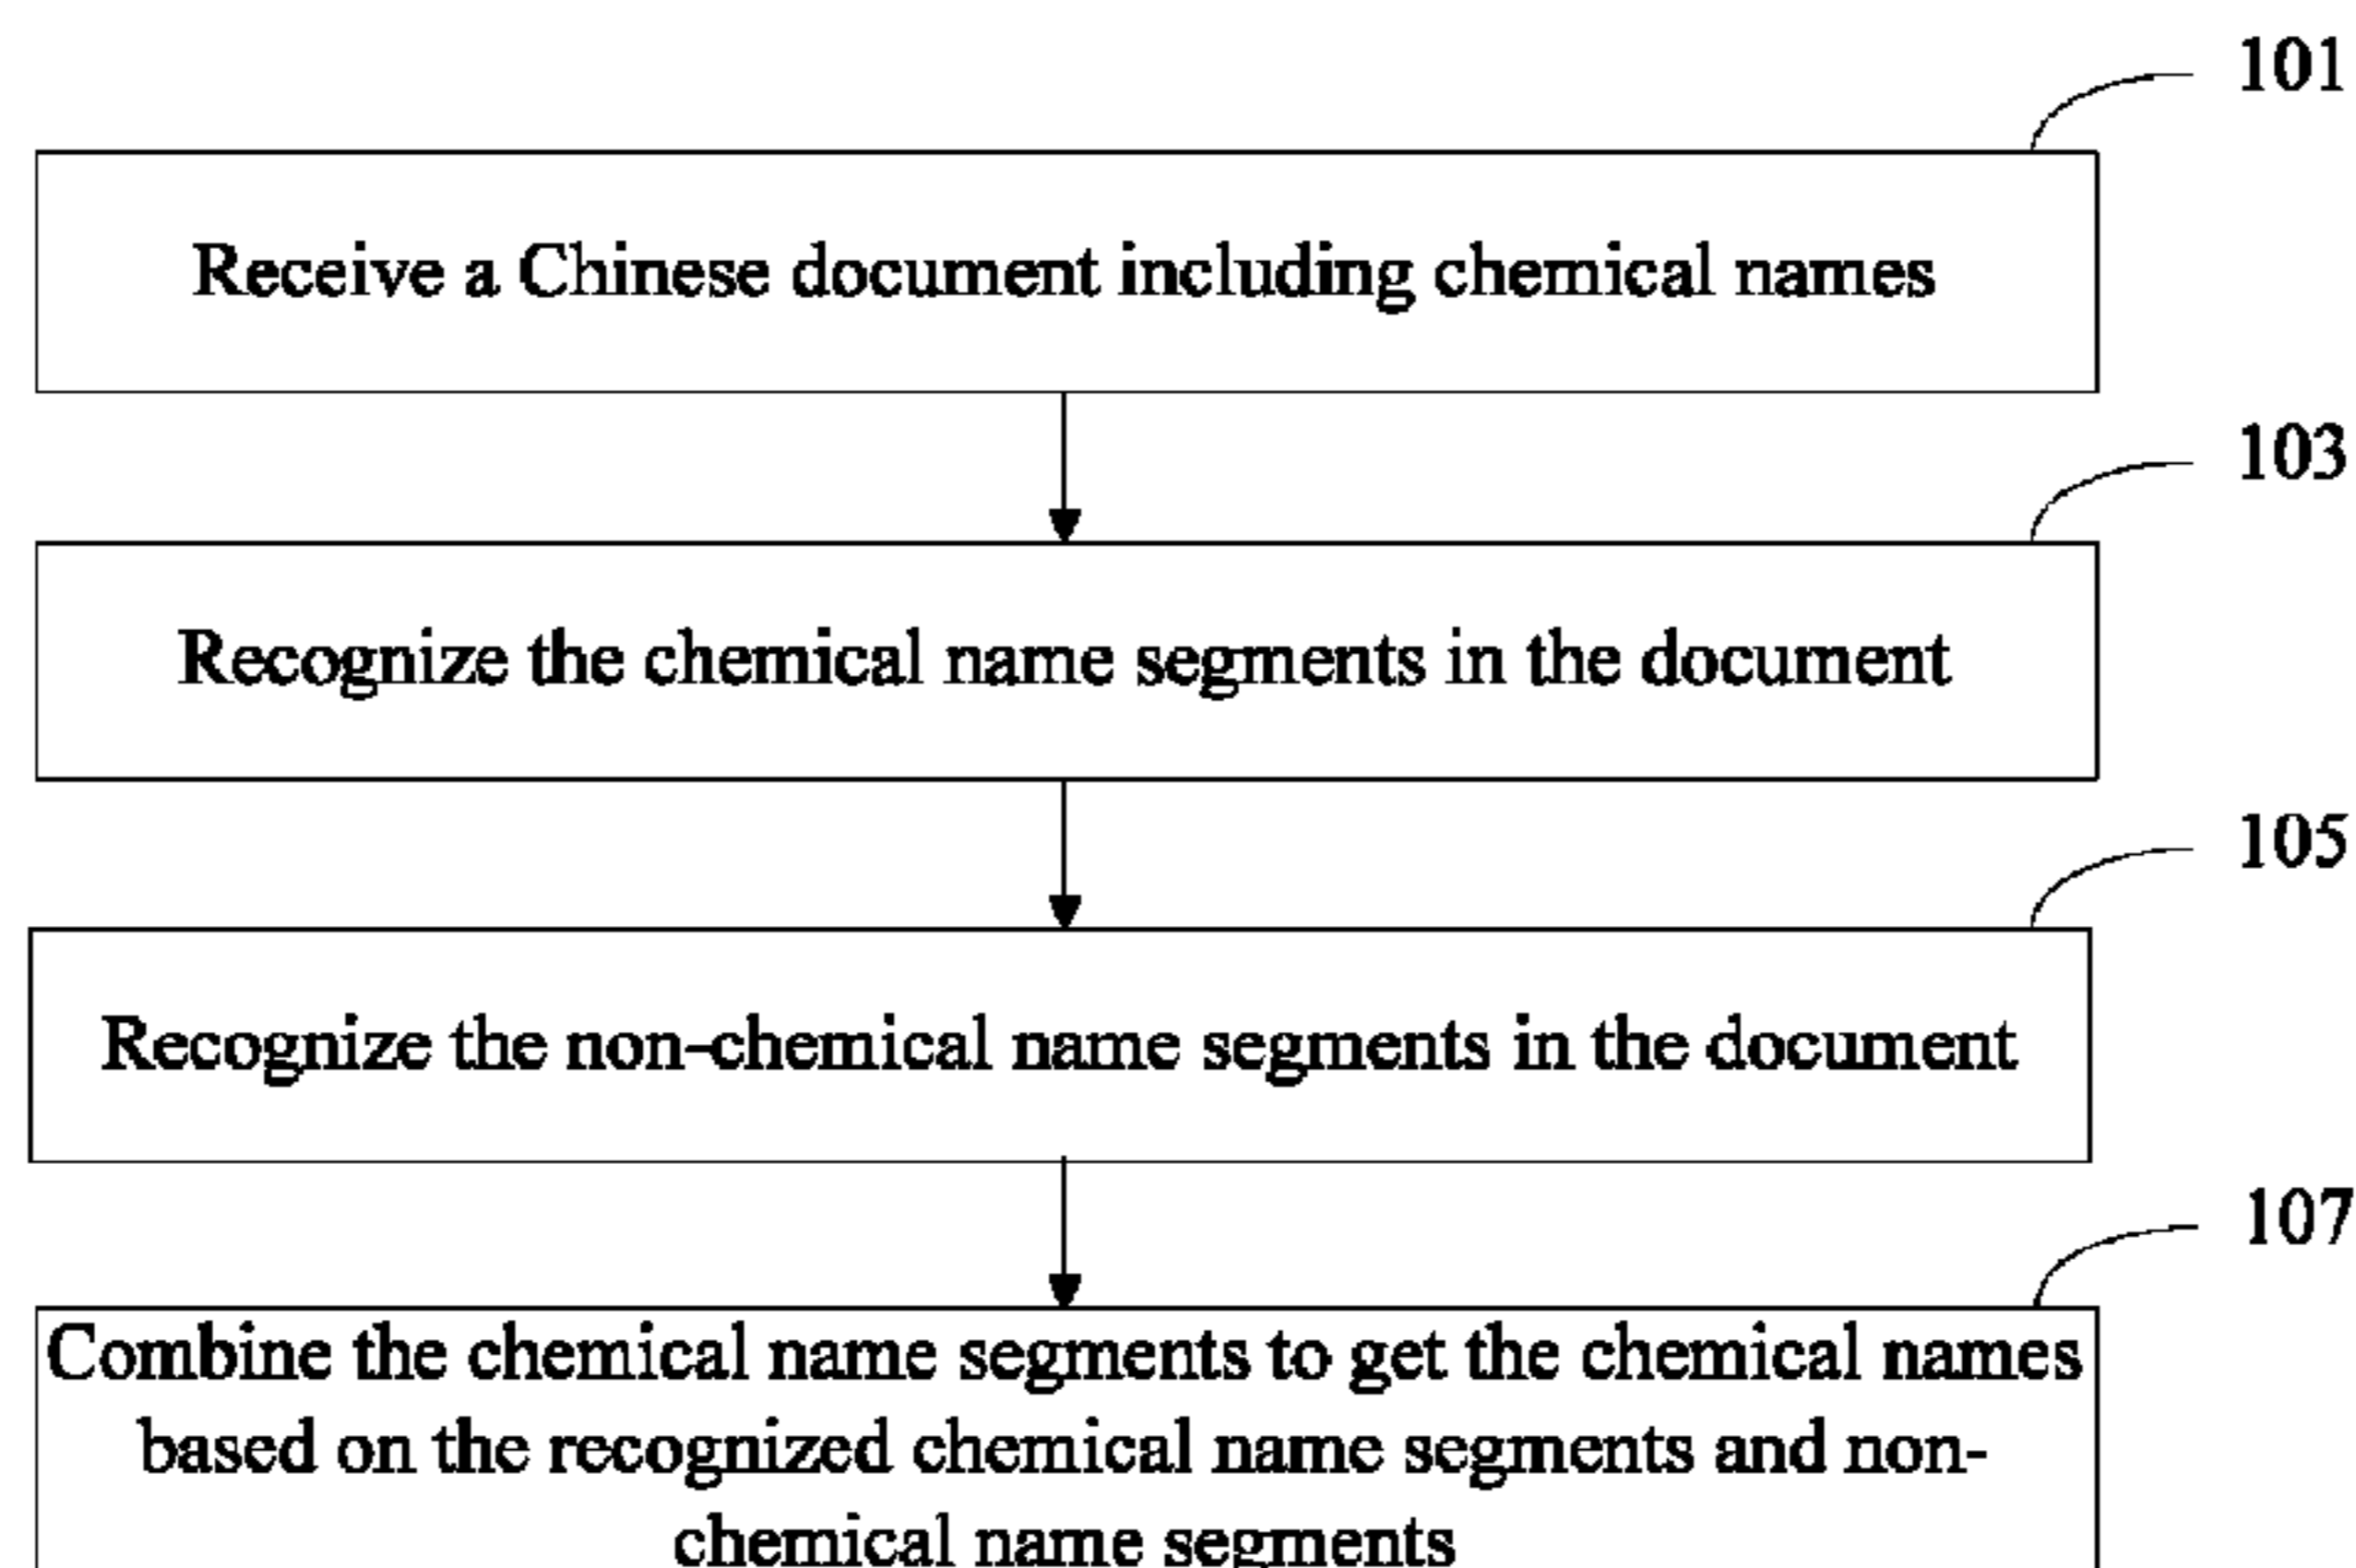 101
Receive a Chinese document including chemical names
103
Recognize the chemical name segments in the document
105
Recognize the non-chemical name segments in the document
107
Combine the chemical name segments to get the chemical names
based on the recognized chemical name segments and non-
chemical name segments